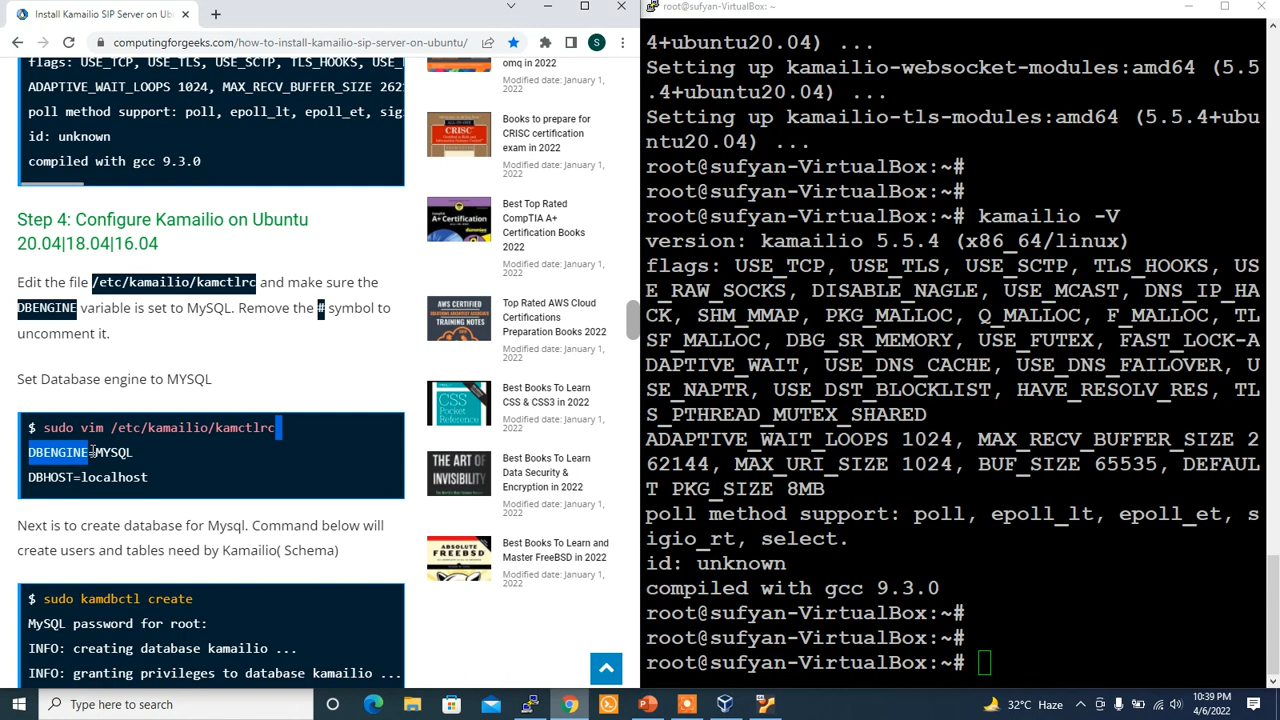 Install Kamailio SIP Server on Ub
root@sufyan-VirtualBox: ~
computingforgeeks.com/how-to-install-kamailio-sip-server-on-ubuntu/
S
flags: USE_TCP, USE_TLS, USE_SCTP, TLS_HOOKS, USE_
ADAPTIVE_WAIT_LOOPS 1024, MAX_RECV_BUFFER_SIZE 262
poll method support: poll, epoll_lt, epoll_et, sig
id: unknown
compiled with gcc 9.3.0
Step 4: Configure Kamailio on Ubuntu
20.04|18.04|16.04
Edit the file /etc/kamailio/kamctlrc and make sure the
DBENGINE variable is set to MySQL. Remove the # symbol to
uncomment it.
Set Database engine to MYSQL
$ sudo vim /etc/kamailio/kamctlrc
DBENGINE=MYSQL
DBHOST=localhost
Next is to create database for Mysql. Command below will
create users and tables need by Kamailio( Schema)
$ sudo kamdbctl create
MySQL password for root:
INFO: creating database kamailio ...
INFO: granting privileges to database kamailio ...
omq in 2022
Modified date: January 1,
2022
Books to prepare for
CRISC certification
exam in 2022
Modified date: January 1,
2022
Best Top Rated
CompTIA A+
Certification Books
2022
Modified date: January 1,
2022
Top Rated AWS Cloud
Certifications
Preparation Books 2022
Modified date: January 1,
2022
Best Books To Learn
CSS & CSS3 in 2022
Modified date: January 1,
2022
Best Books To Learn
Data Security &
Encryption in 2022
Modified date: January 1,
2022
Best Books To Learn and
Master FreeBSD in 2022
Modified date: January 1,
2022
CRISC
A+ Certification
AWS CERTIFIED
TRAINING NOTES
CSS
Pocket
Reference
THE ART OF
INVISIBILITY
ABSOLUTE
FREEBSD
4+ubuntu20.04) ...
Setting up kamailio-websocket-modules:amd64 (5.5
.4+ubuntu20.04) ...
Setting up kamailio-tls-modules:amd64 (5.5.4+ubu
ntu20.04) ...
root@sufyan-VirtualBox:~#
root@sufyan-VirtualBox:~#
root@sufyan-VirtualBox:~# kamailio -V
version: kamailio 5.5.4 (x86_64/linux)
flags: USE_TCP, USE_TLS, USE_SCTP, TLS_HOOKS, US
E_RAW_SOCKS, DISABLE_NAGLE, USE_MCAST, DNS_IP_HA
CK, SHM_MMAP, PKG_MALLOC, Q_MALLOC, F_MALLOC, TL
SF_MALLOC, DBG_SR_MEMORY, USE_FUTEX, FAST_LOCK-A
DAPTIVE_WAIT, USE_DNS_CACHE, USE_DNS_FAILOVER, U
SE_NAPTR, USE_DST_BLOCKLIST, HAVE_RESOLV_RES, TL
S_PTHREAD_MUTEX_SHARED
ADAPTIVE_WAIT_LOOPS 1024, MAX_RECV_BUFFER_SIZE 2
62144, MAX_URI_SIZE 1024, BUF_SIZE 65535, DEFAUL
T PKG_SIZE 8MB
poll method support: poll, epoll_lt, epoll_et, s
igio_rt, select.
id: unknown
compiled with gcc 9.3.0
root@sufyan-VirtualBox:~#
root@sufyan-VirtualBox:~#
root@sufyan-VirtualBox:~#
Type here to search
32°C Haze
10:39 PM
4/6/2022